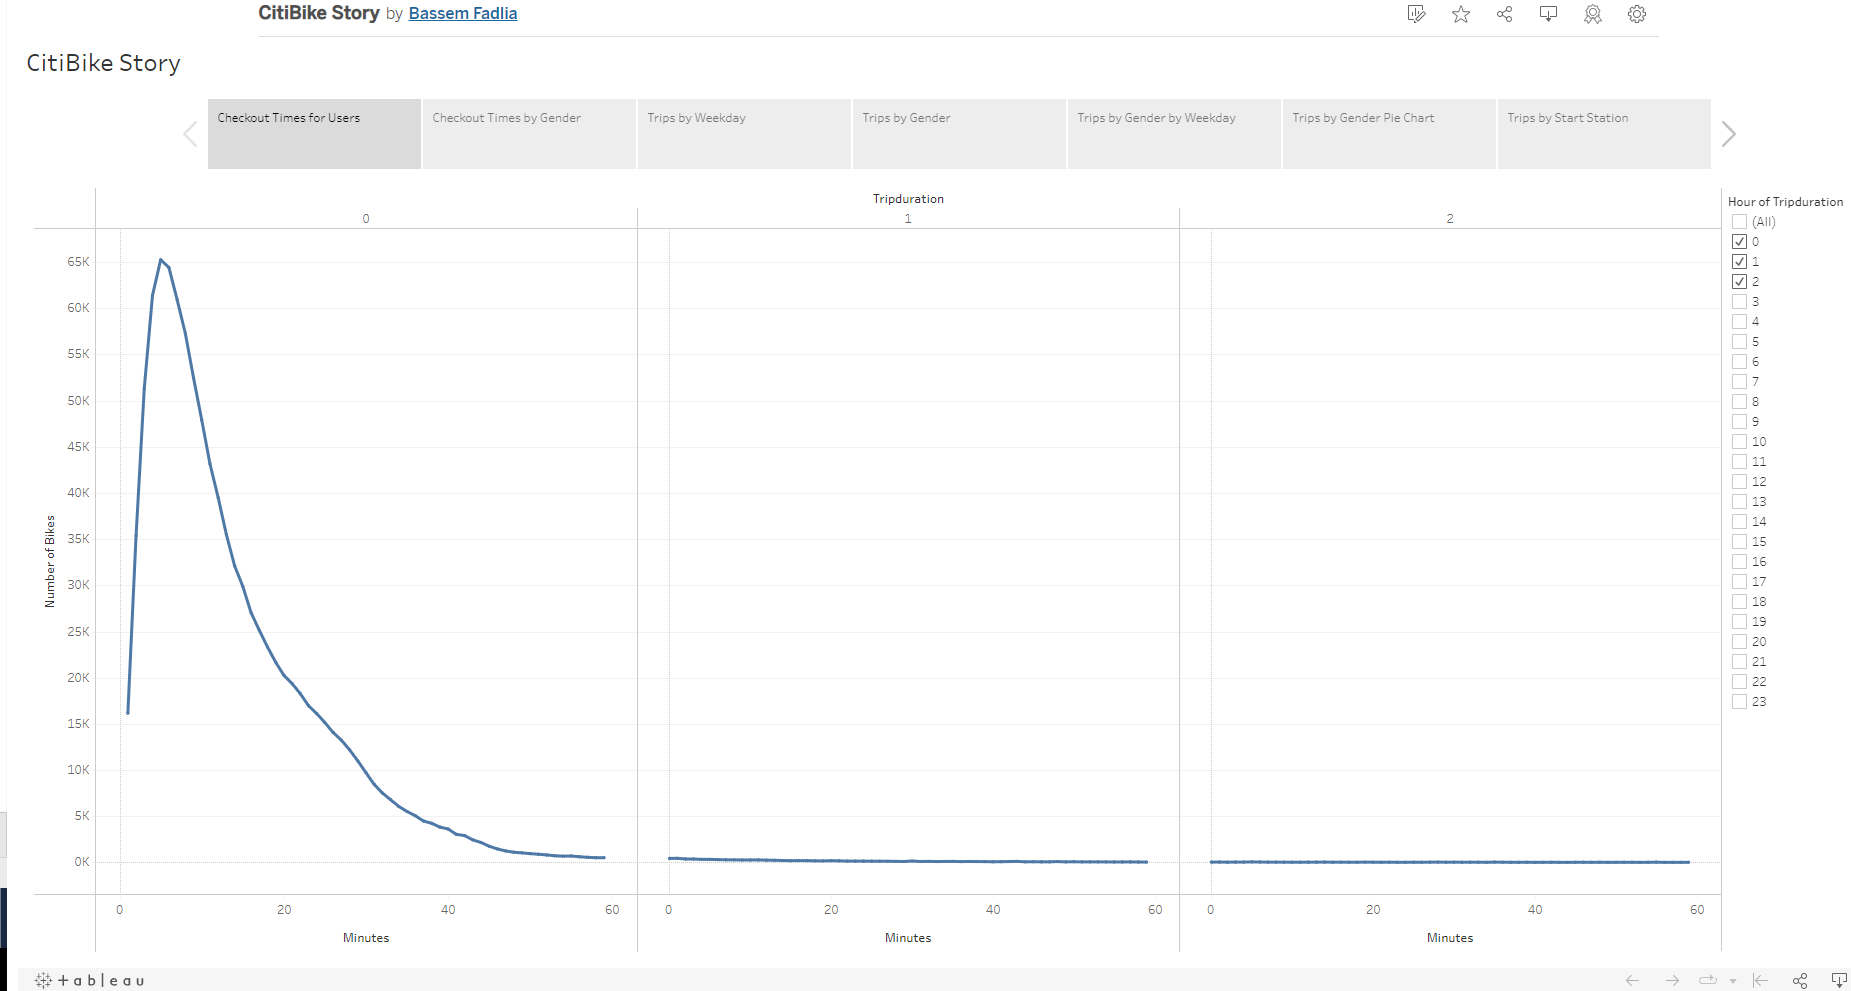 CitiBike Story by Bassem Fadlia
CitiBike Story
Checkout Times for Users
Checkout Times by Gender
Trips by Weekday
Trips by Gender
Trips by Gender by Weekday
Trips by Gender Pie Chart
Trips by Start Station
Tripduration
0 1 2
65K
60K
55K
50K
45K
40K
35K
30K
25K
20K
15K
10K
5K
0K
Number of Bikes
0 20 40 60 0 20 40 60 0 20 40 60
Minutes Minutes Minutes
Hour of Tripduration
(All)
0
1
2
3
4
5
6
7
8
9
10
11
12
13
14
15
16
17
18
19
20
21
22
23
+ableau